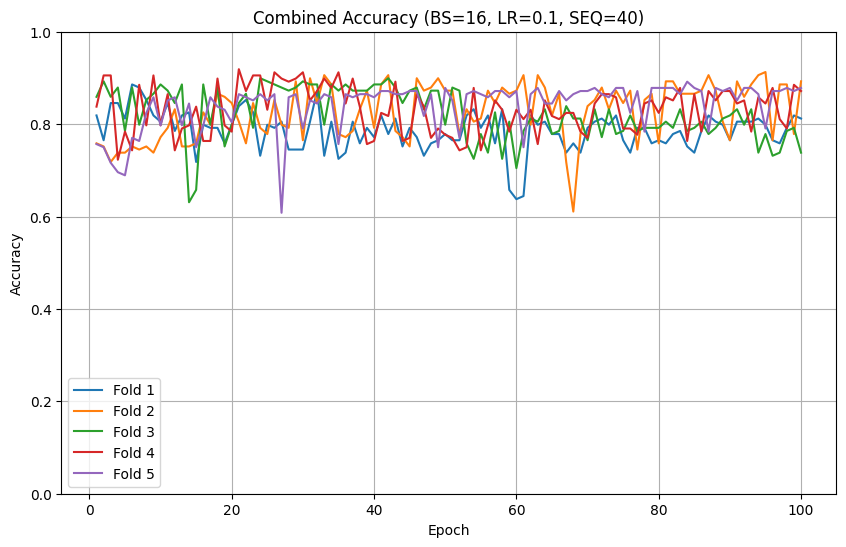 Combined Accuracy (BS=16, LR=0.1, SEQ=40)
1.0
0.8
0.6
0.4
0.2
0.0
Accuracy
Fold 1
Fold 2
Fold 3
Fold 4
Fold 5
0 20 40 60 80 100
Epoch